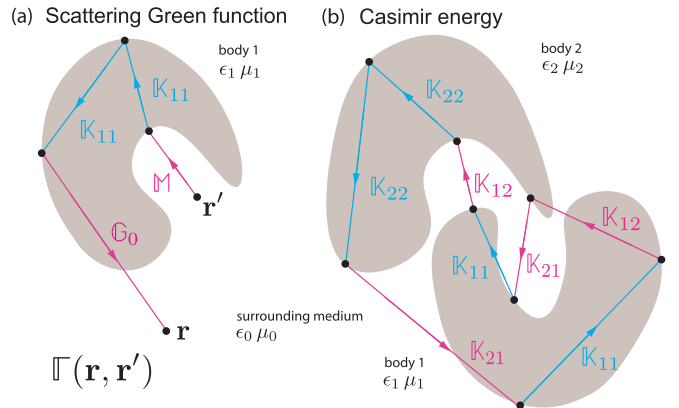 (a) Scattering Green function
body 1
ϵ₁ μ₁
𝕂₁₁
𝕂₁₁
𝕄
r′
𝔾₀
r
surrounding medium
ϵ₀ μ₀
𝕋(r, r′)
(b) Casimir energy
body 2
ϵ₂ μ₂
𝕂₂₂
𝕂₂₂
𝕂₁₂
𝕂₁₂
𝕂₁₁
𝕂₂₁
𝕂₂₁
𝕂₁₁
body 1
ϵ₁ μ₁